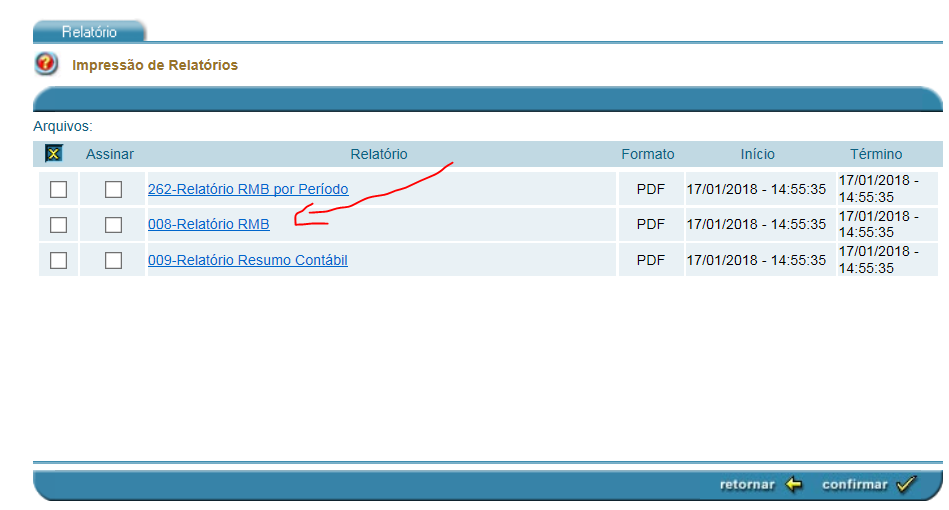 Relatório
Impressão de Relatórios
Arquivos:
Assinar Relatório Formato Início Término
262-Relatório RMB por Período PDF 17/01/2018 - 14:55:35 17/01/2018 -
14:55:35
008-Relatório RMB PDF 17/01/2018 - 14:55:35 17/01/2018 -
14:55:35
009-Relatório Resumo Contábil PDF 17/01/2018 - 14:55:35 17/01/2018 -
14:55:35
retornar confirmar